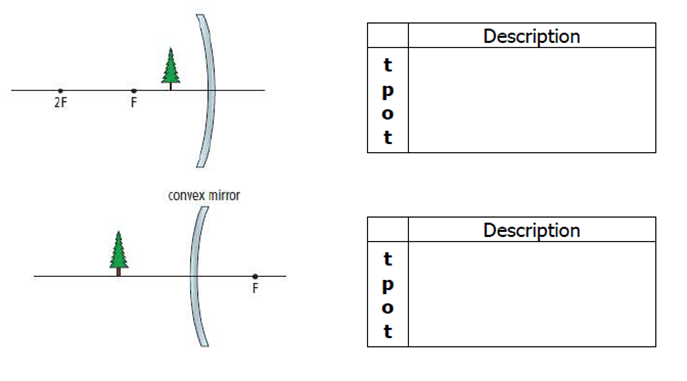 Description
t
p
o
t
2F
F
convex mirror
Description
t
p
o
t
F